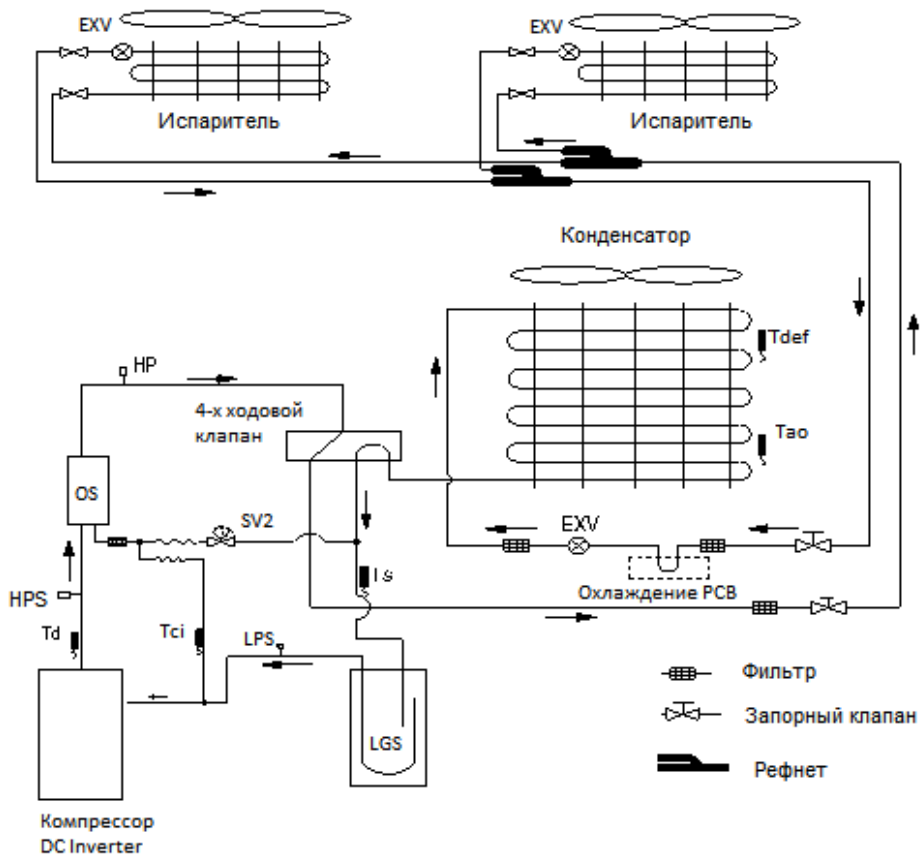 EXV
EXV
Испаритель
Испаритель
Конденсатор
Tdef
HP
4-х ходовой
клапан
Tao
OS
SV2
EXV
Ts
Охлаждение PCB
HPS
Td
Tci
LPS
Фильтр
LGS
Запорный клапан
Рефнет
Компрессор
DC Inverter